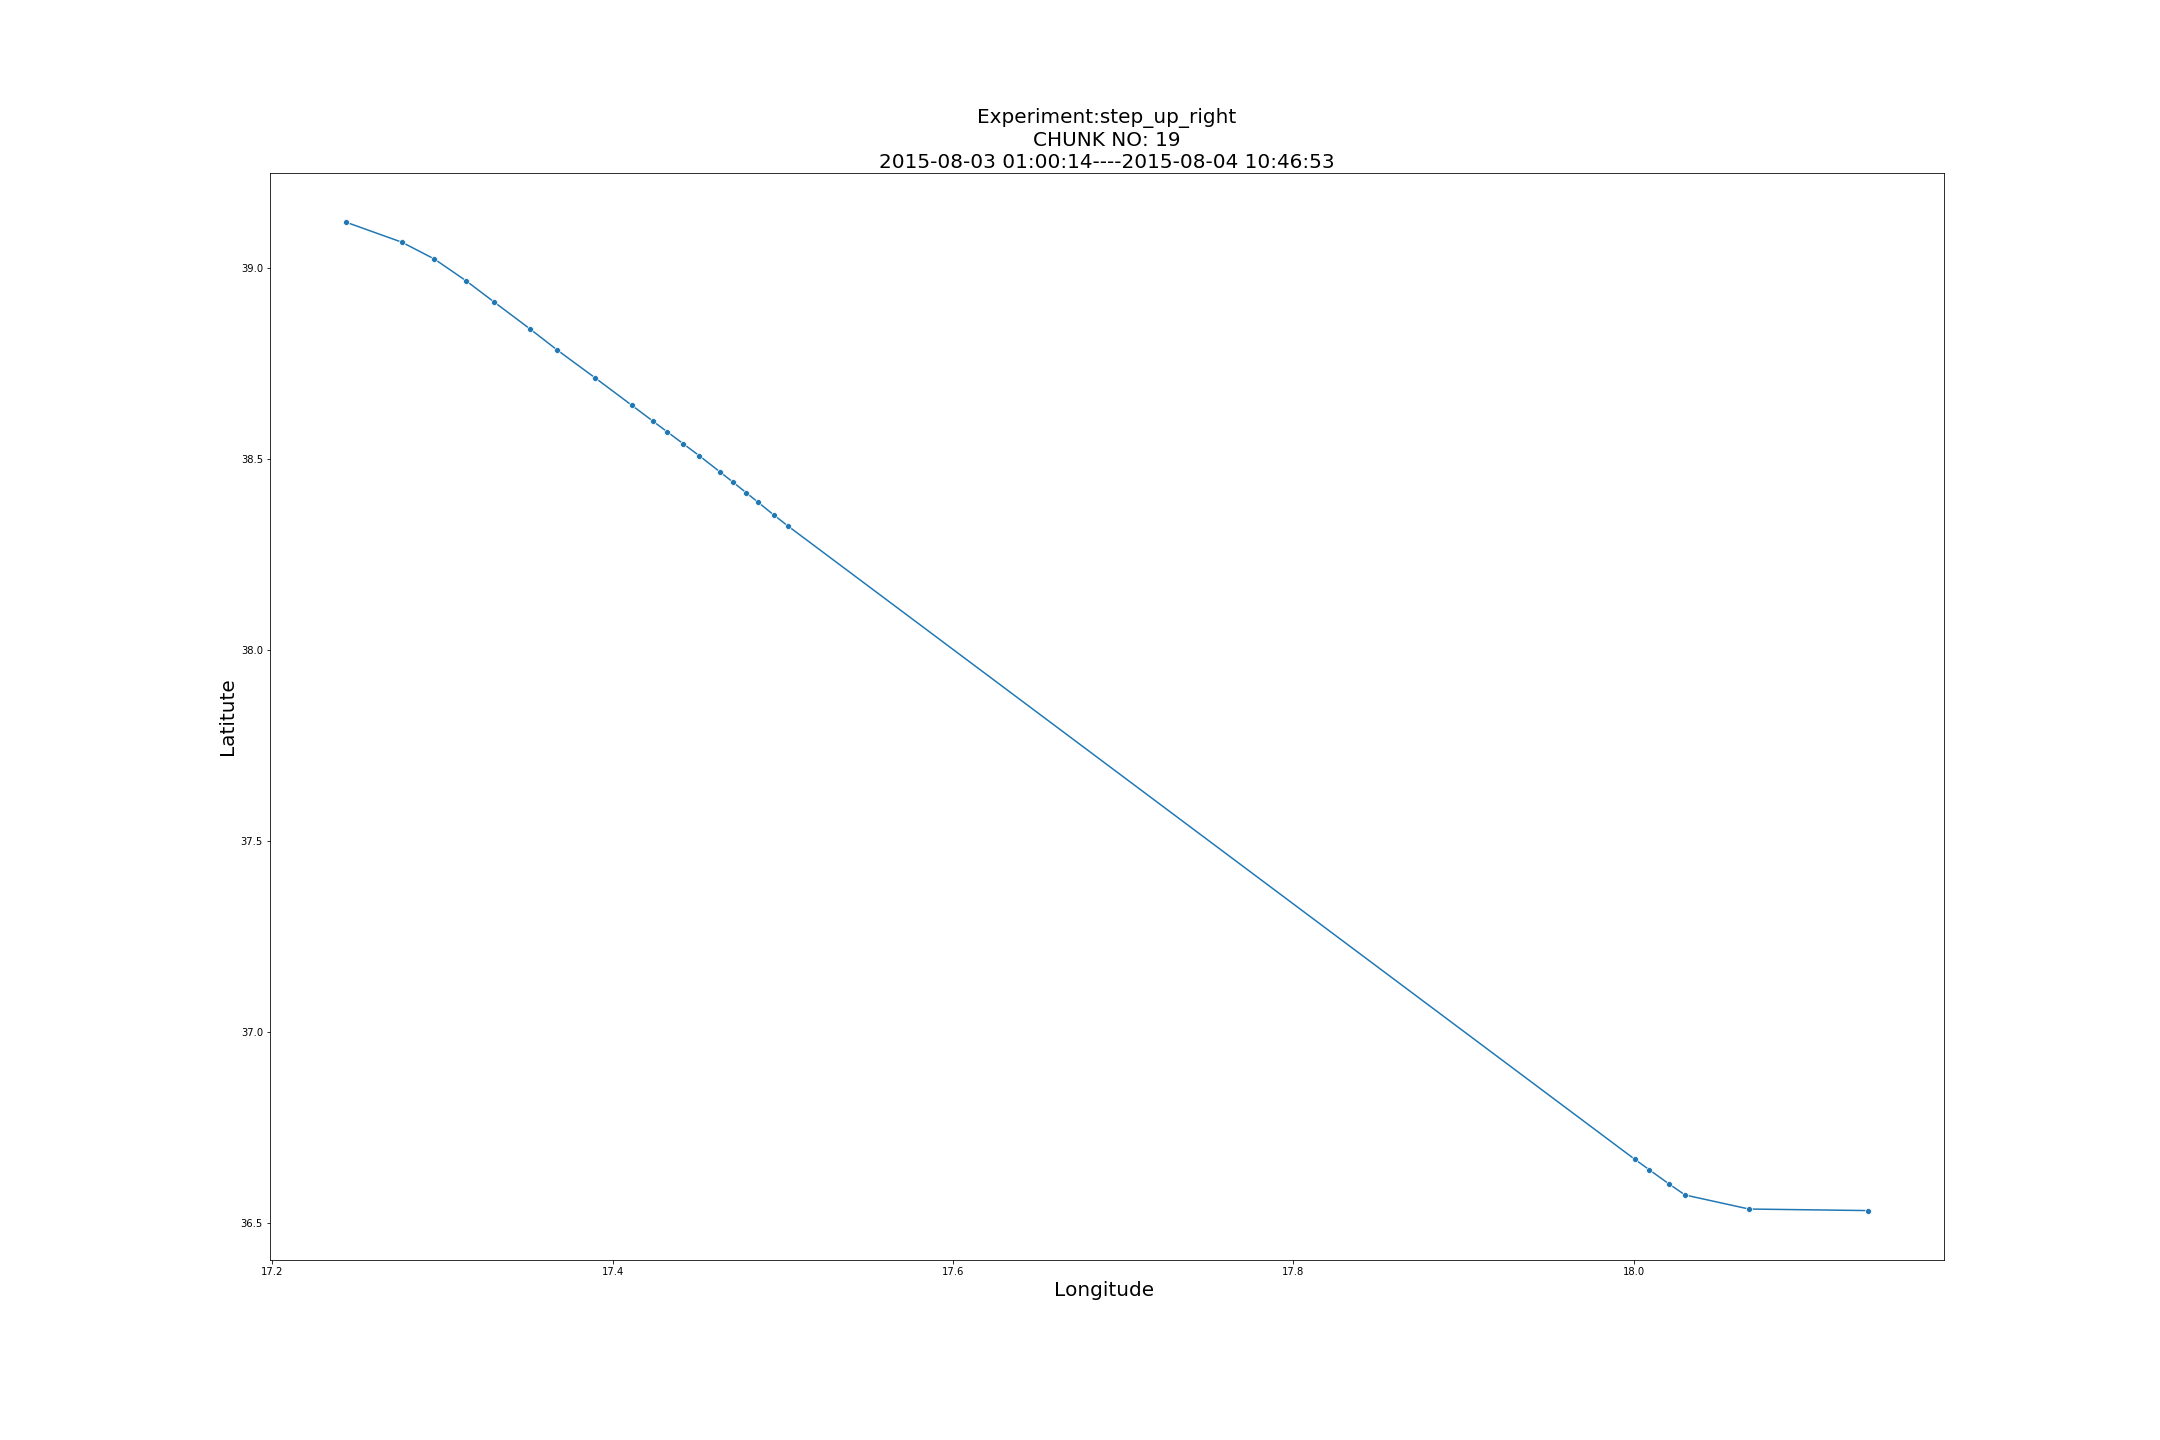 Experiment:step_up_right
CHUNK NO: 19
2015-08-03 01:00:14----2015-08-04 10:46:53
39.0
38.5
38.0
37.5
37.0
36.5
Latitute
17.2 17.4 17.6 17.8 18.0
Longitude